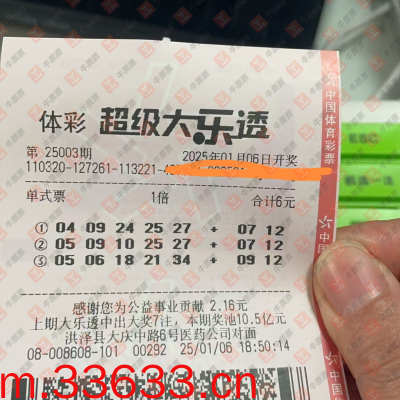 体彩 超级大乐透
第 25003期 2025年01月06日开奖
110320-127261-113221-
单式票 1倍 合计6元
① 04 09 24 25 27 + 07 12
② 05 09 10 25 27 + 07 12
③ 05 06 18 21 34 + 09 12
感谢您为公益事业贡献 2.16元
上期大乐透中出大奖7注，本期奖池10.5亿元
洪泽县大庆中路6号医药公司对面
08-008608-101 00292 25/01/06 18:50:14
中国体育彩票
中国
m.33633.cn